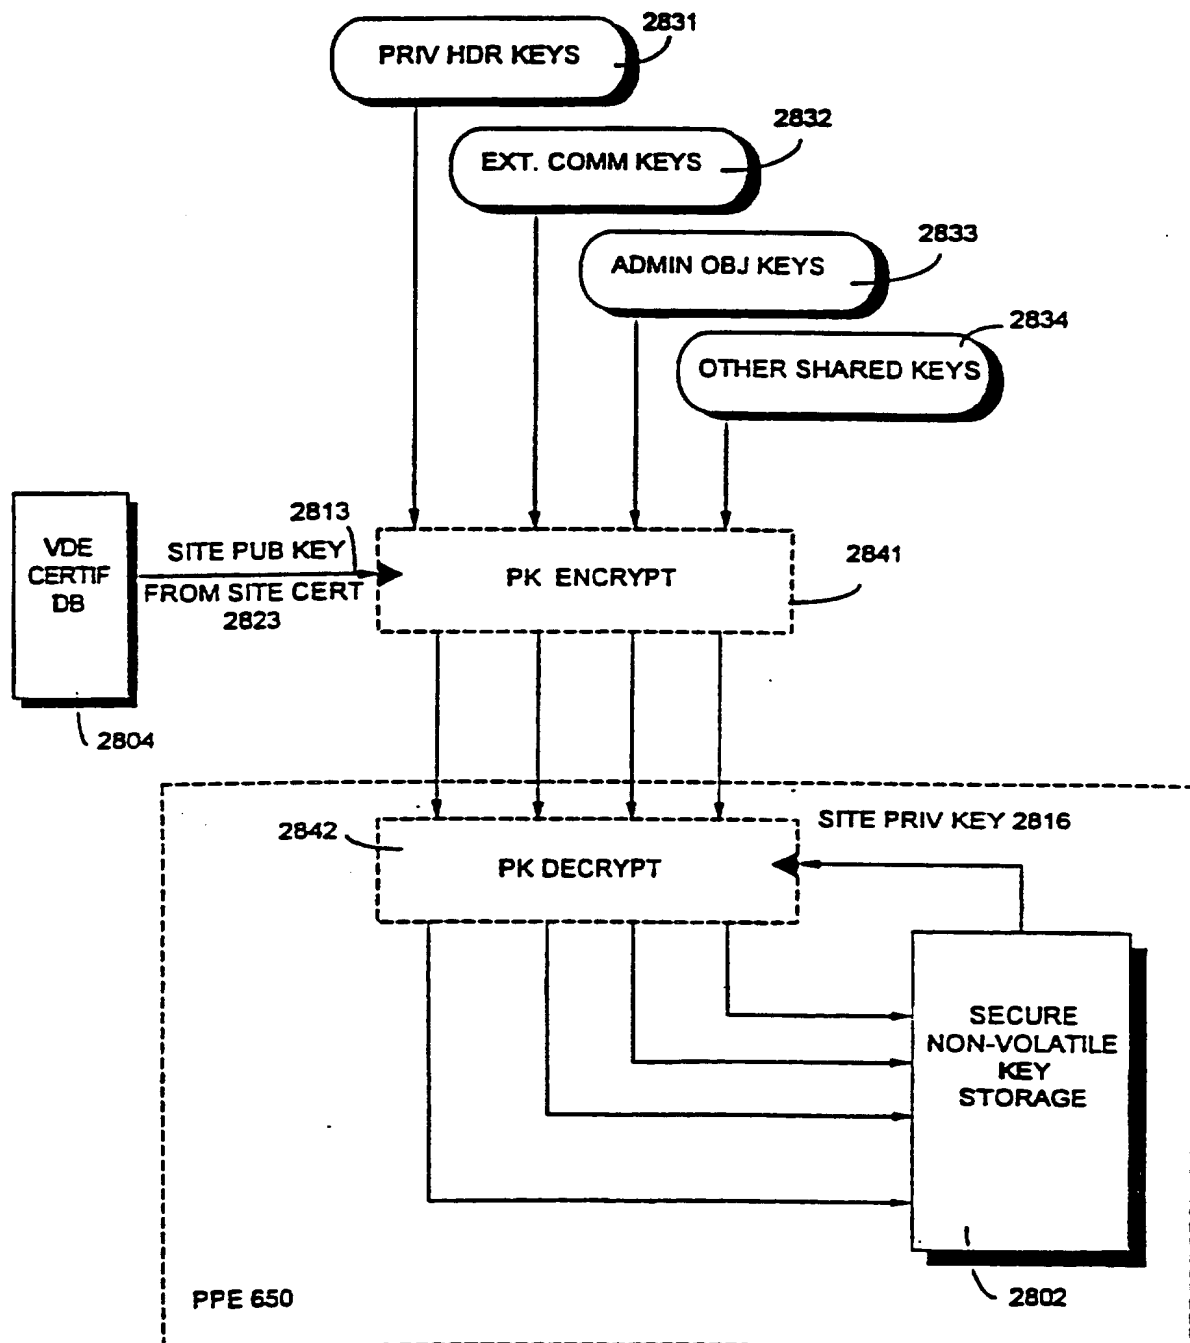 2831
PRIV HDR KEYS
2832
EXT. COMM KEYS
2833
ADMIN OBJ KEYS
2834
OTHER SHARED KEYS
2813
VDE
CERTIF
DB
SITE PUB KEY
FROM SITE CERT
2823
PK ENCRYPT
2841
2804
2842
PK DECRYPT
SITE PRIV KEY 2816
SECURE
NON-VOLATILE
KEY
STORAGE
2802
PPE 650